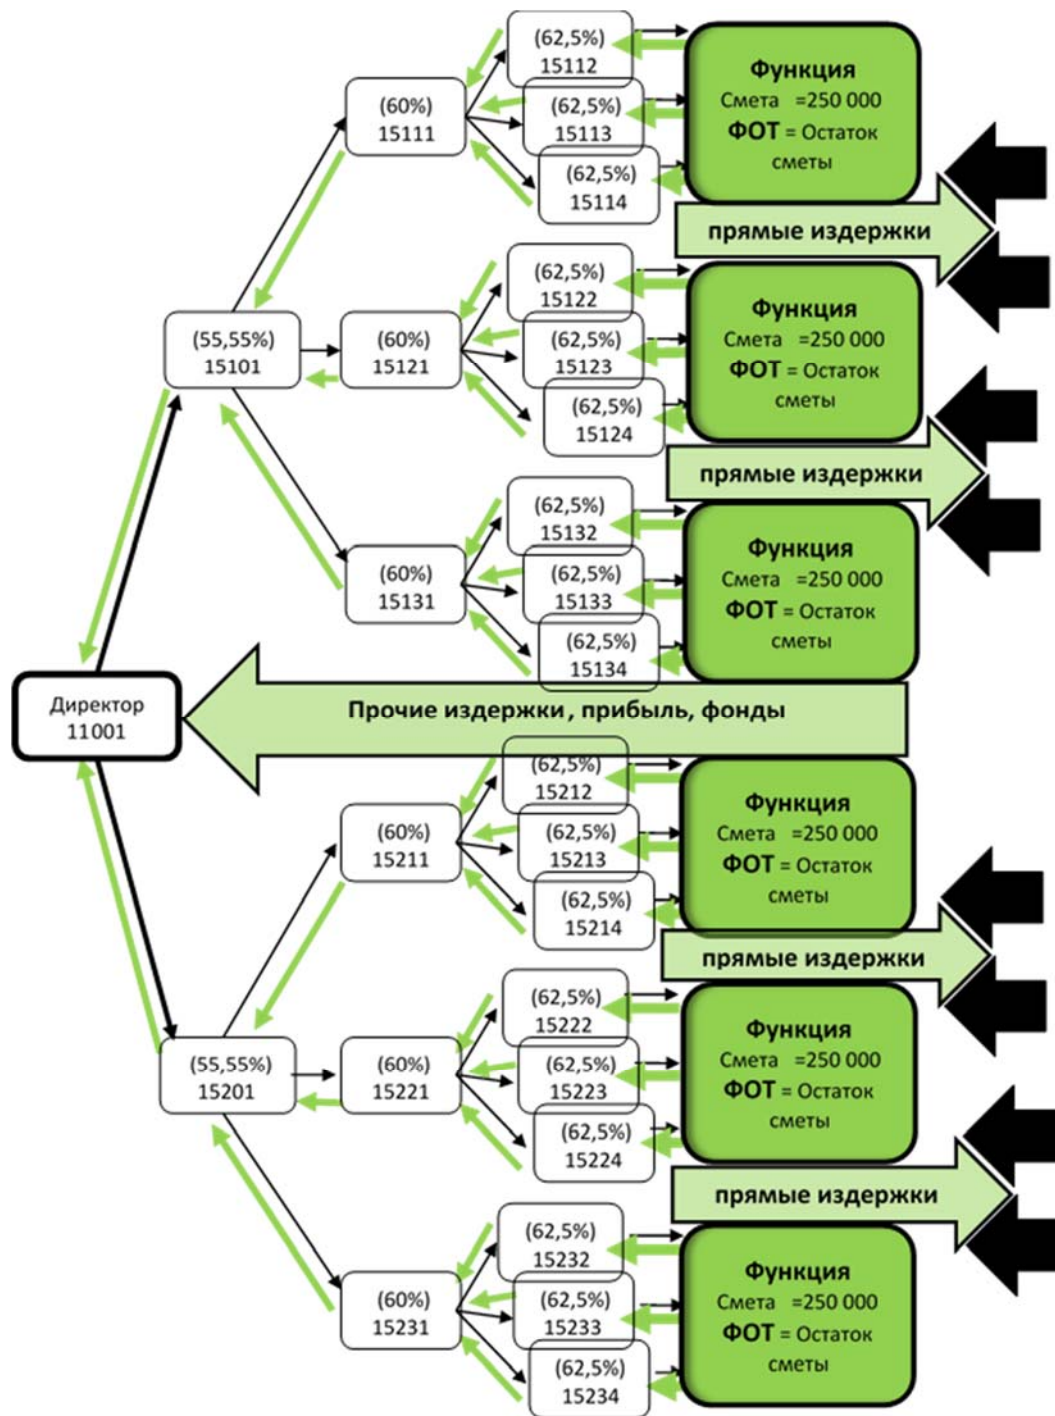 (62,5%)
15112
(60%)
15111
(62,5%)
15113
(62,5%)
15114
Функция
Смета =250 000
ФОТ = Остаток
сметы
прямые издержки
(62,5%)
15122
(55,55%)
15101
(60%)
15121
(62,5%)
15123
(62,5%)
15124
Функция
Смета =250 000
ФОТ = Остаток
сметы
прямые издержки
(62,5%)
15132
(60%)
15131
(62,5%)
15133
(62,5%)
15134
Функция
Смета =250 000
ФОТ = Остаток
сметы
Директор
11001
Прочие издержки , прибыль, фонды
(62,5%)
15212
(60%)
15211
(62,5%)
15213
(62,5%)
15214
Функция
Смета =250 000
ФОТ = Остаток
сметы
прямые издержки
(62,5%)
15222
(55,55%)
15201
(60%)
15221
(62,5%)
15223
(62,5%)
15224
Функция
Смета =250 000
ФОТ = Остаток
сметы
прямые издержки
(62,5%)
15232
(60%)
15231
(62,5%)
15233
(62,5%)
15234
Функция
Смета =250 000
ФОТ = Остаток
сметы